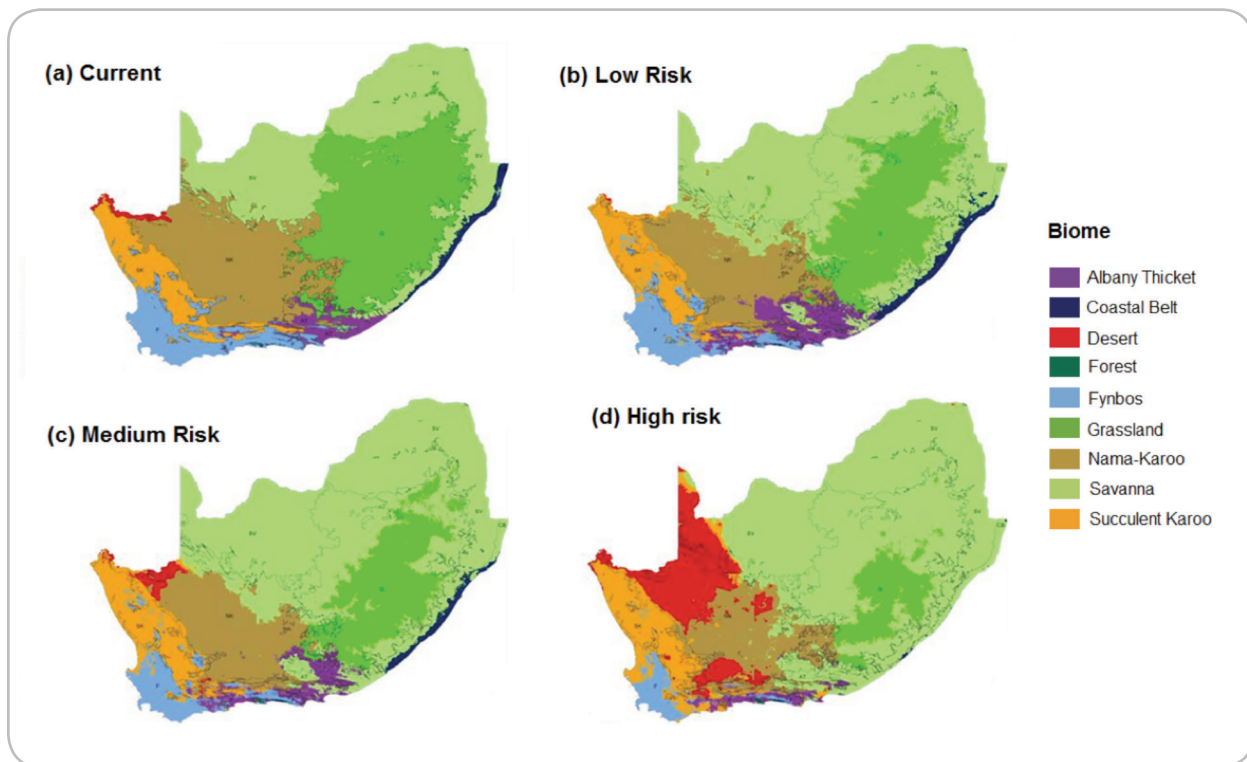 (a) Current
(b) Low Risk
(c) Medium Risk
(d) High risk
Biome
Albany Thicket
Coastal Belt
Desert
Forest
Fynbos
Grassland
Nama-Karoo
Savanna
Succulent Karoo